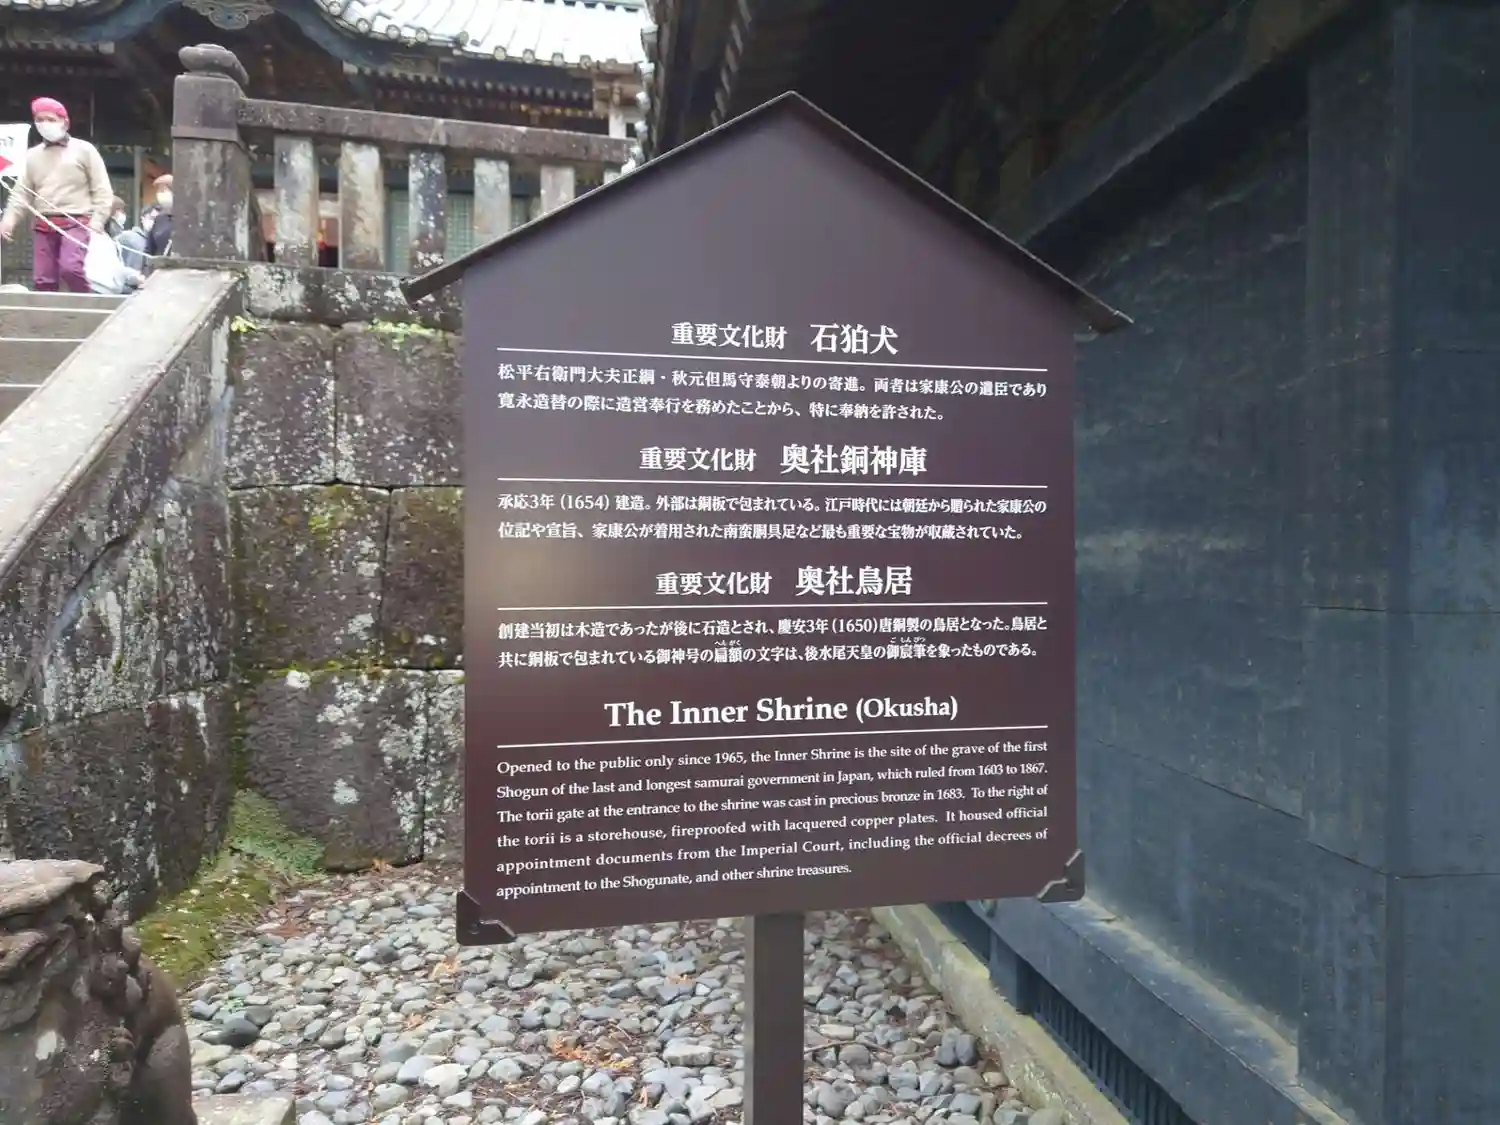 重要文化財 石狛犬
松平右衛門大夫正綱・秋元但馬守泰朝よりの寄進。両者は家康公の遺臣であり
寛永造替の際に造営奉行を務めたことから、特に奉納を許された。
重要文化財 奥社銅神庫
承応3年(1654)建造。外部は銅板で包まれている。江戸時代には朝廷から贈られた家康公の
位記や宣旨、家康公が着用された南蛮胴具足など最も重要な宝物が収蔵されていた。
重要文化財 奥社鳥居
創建当初は木造であったが後に石造とされ、慶安3年(1650)唐銅製の鳥居となった。鳥居と
へんがく ごしんぴつ
共に銅板で包まれている御神号の扁額の文字は、後水尾天皇の御宸筆を象ったものである。
The Inner Shrine (Okusha)
Opened to the public only since 1965, the Inner Shrine is the site of the grave of the first
Shogun of the last and longest samurai government in Japan, which ruled from 1603 to 1867.
The torii gate at the entrance to the shrine was cast in precious bronze in 1683. To the right of
the torii is a storehouse, fireproofed with lacquered copper plates. It housed official
appointment documents from the Imperial Court, including the official decrees of
appointment to the Shogunate, and other shrine treasures.